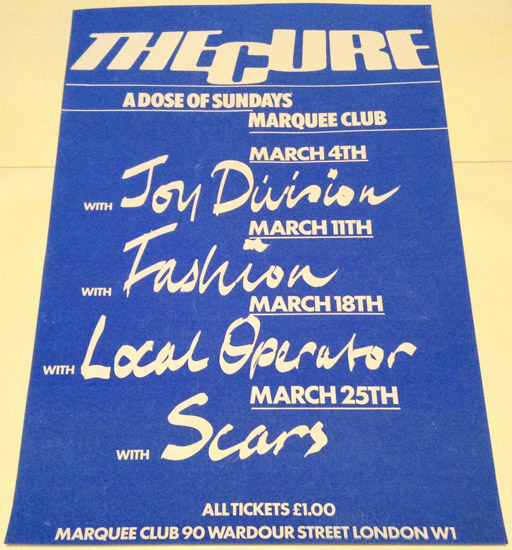 THE CURE
A DOSE OF SUNDAYS
MARQUEE CLUB
MARCH 4TH
WITH Joy Division
MARCH 11TH
WITH Fashion
MARCH 18TH
WITH Local Operator
MARCH 25TH
WITH Scars
ALL TICKETS £1.00
MARQUEE CLUB 90 WARDOUR STREET LONDON W1